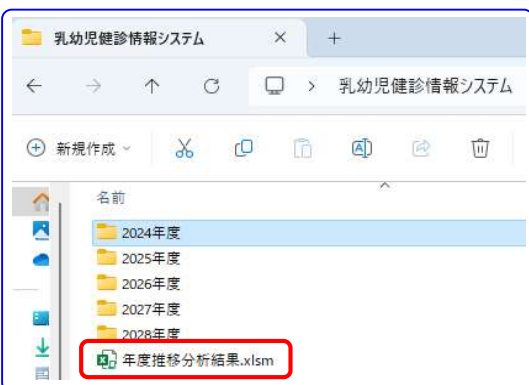 乳幼児健診情報システム
乳幼児健診情報システム
新規作成
名前
2024年度
2025年度
2026年度
2027年度
2028年度
年度推移分析結果.xlsm